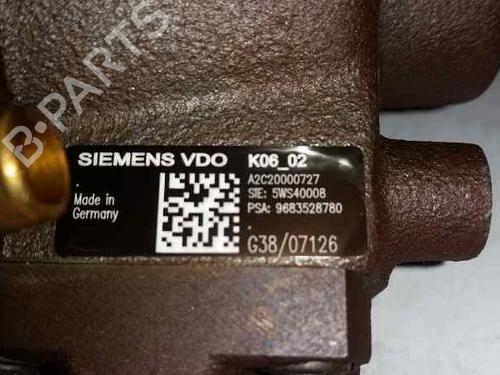 B-PARTS
SIEMENS VDO K06_02
A2C20000727
SIE: 5WS40008
PSA: 9683528780
Made in
Germany
G38/07126